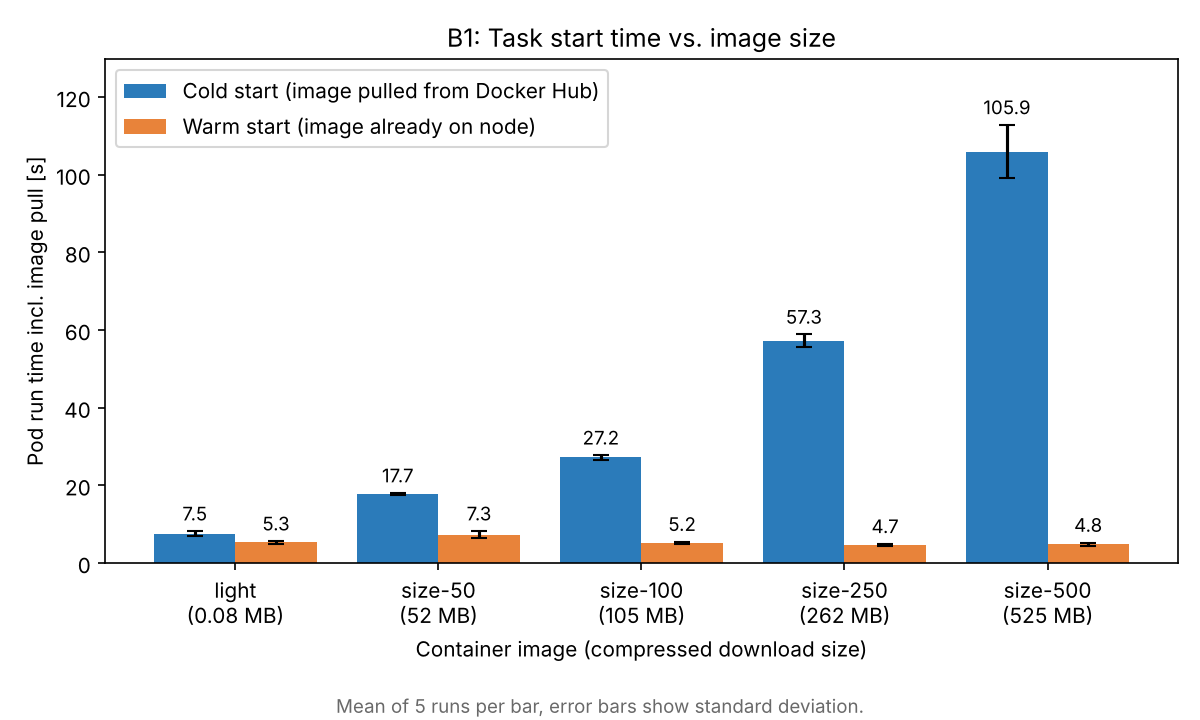 B1: Task start time vs. image size
Cold start (image pulled from Docker Hub)
Warm start (image already on node)
Pod run time incl. image pull [s]
120
100
80
60
40
20
0
7.5
5.3
17.7
7.3
27.2
5.2
57.3
4.7
105.9
4.8
light
(0.08 MB)
size-50
(52 MB)
size-100
(105 MB)
size-250
(262 MB)
size-500
(525 MB)
Container image (compressed download size)
Mean of 5 runs per bar, error bars show standard deviation.